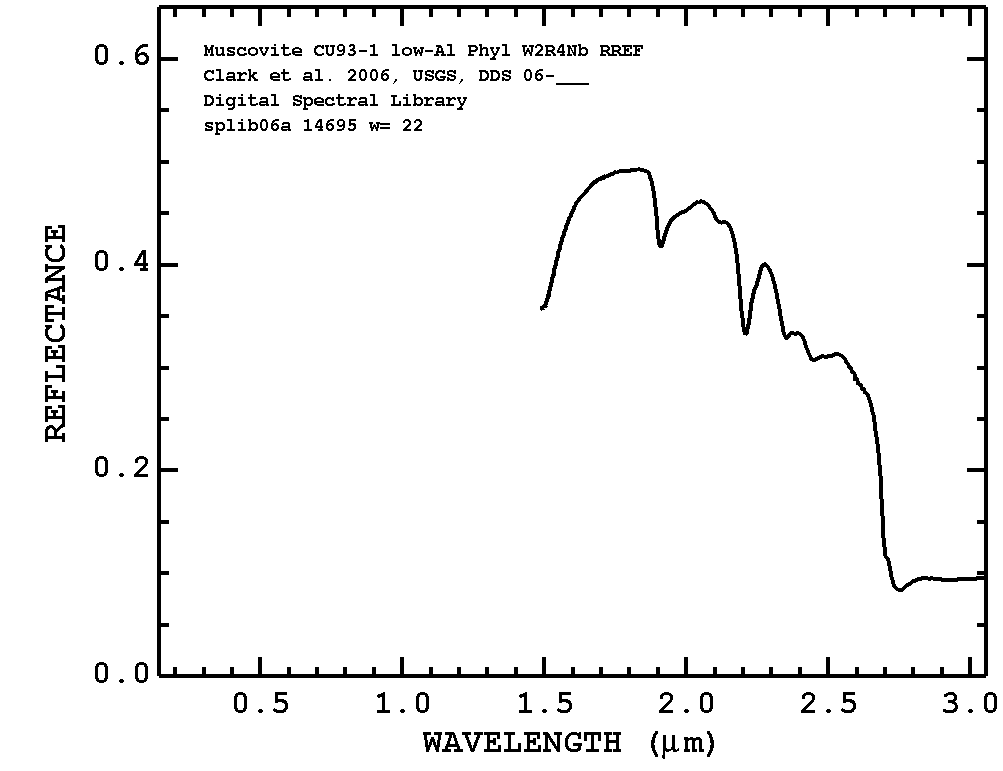 Muscovite CU93-1 low-Al Phyl W2R4Nb RREF
Clark et al. 2006, USGS, DDS 06-___
Digital Spectral Library
splib06a 14695 w= 22
REFLECTANCE
0.6
0.4
0.2
0.0
0.5 1.0 1.5 2.0 2.5 3.0
WAVELENGTH (μm)